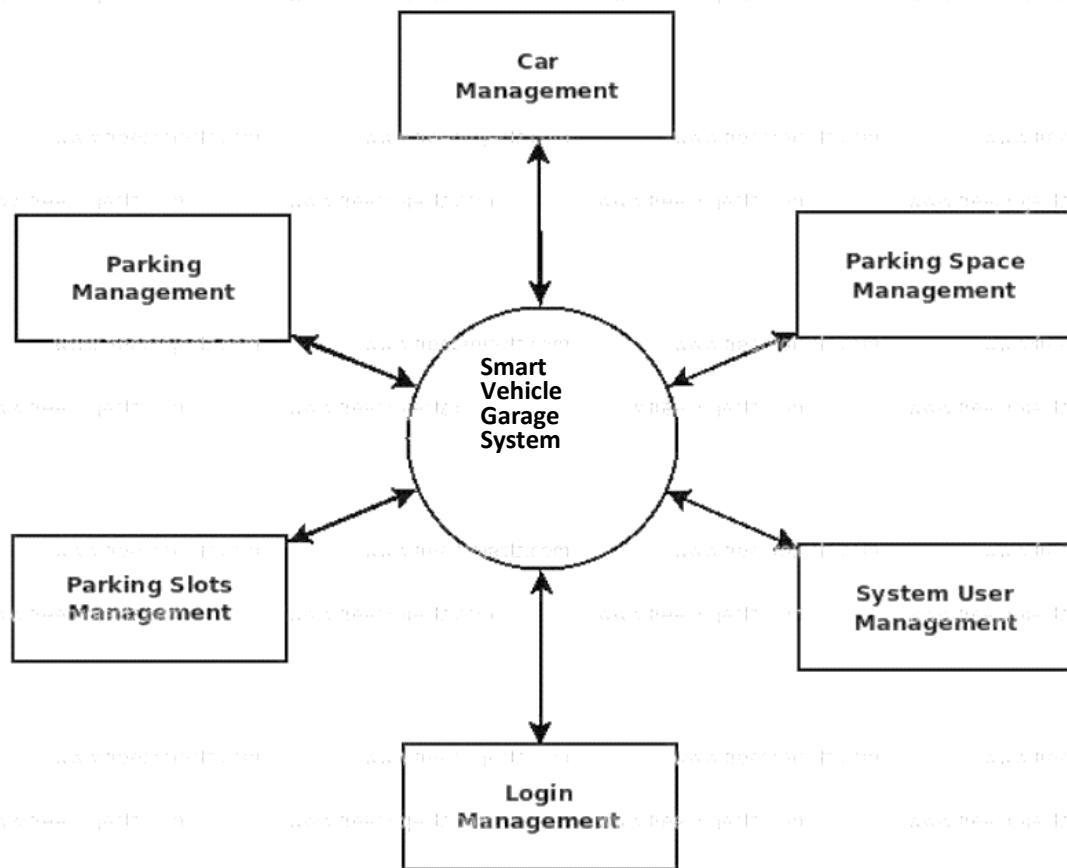 Car
Management
Parking
Management
Parking Space
Management
Smart
Vehicle
Garage
System
Parking Slots
Management
System User
Management
Login
Management